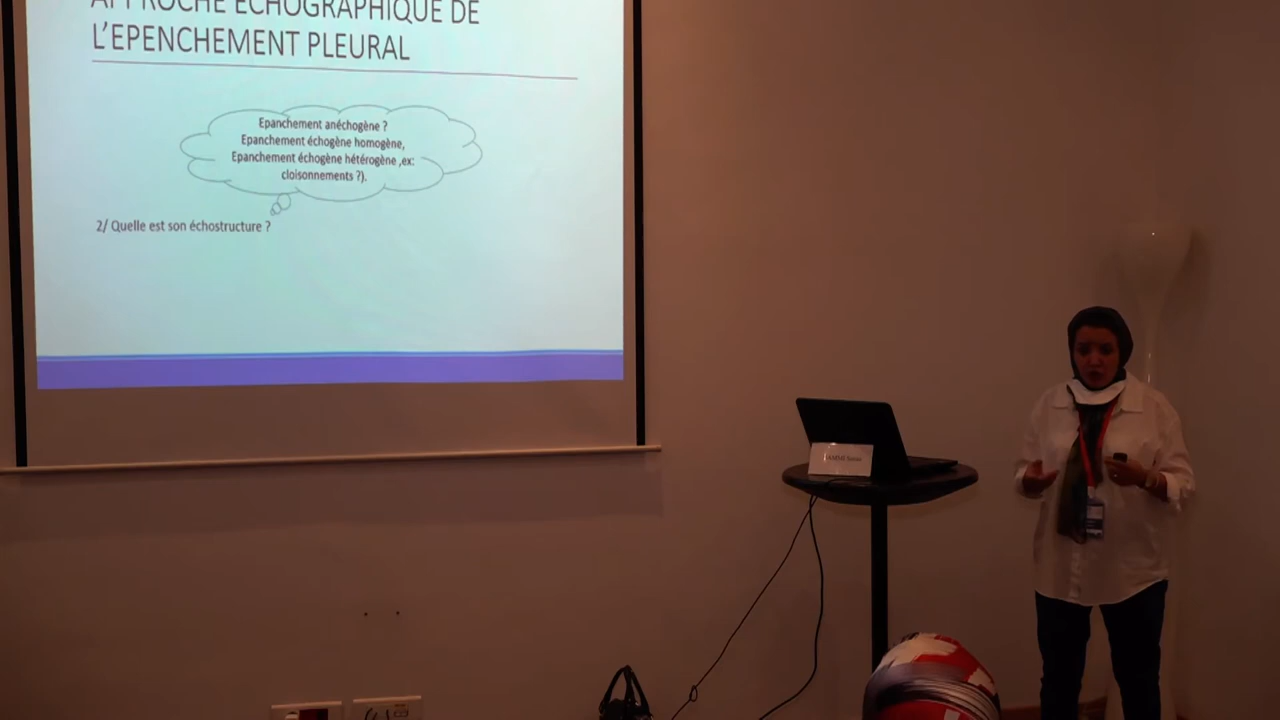 APPROCHE ECHOGRAPHIQUE DE
L'EPENCHEMENT PLEURAL
Epanchement anéchogène ?
Epanchement échogène homogène,
Epanchement échogène hétérogène ,ex:
cloisonnements ?).
2/ Quelle est son échostructure ?